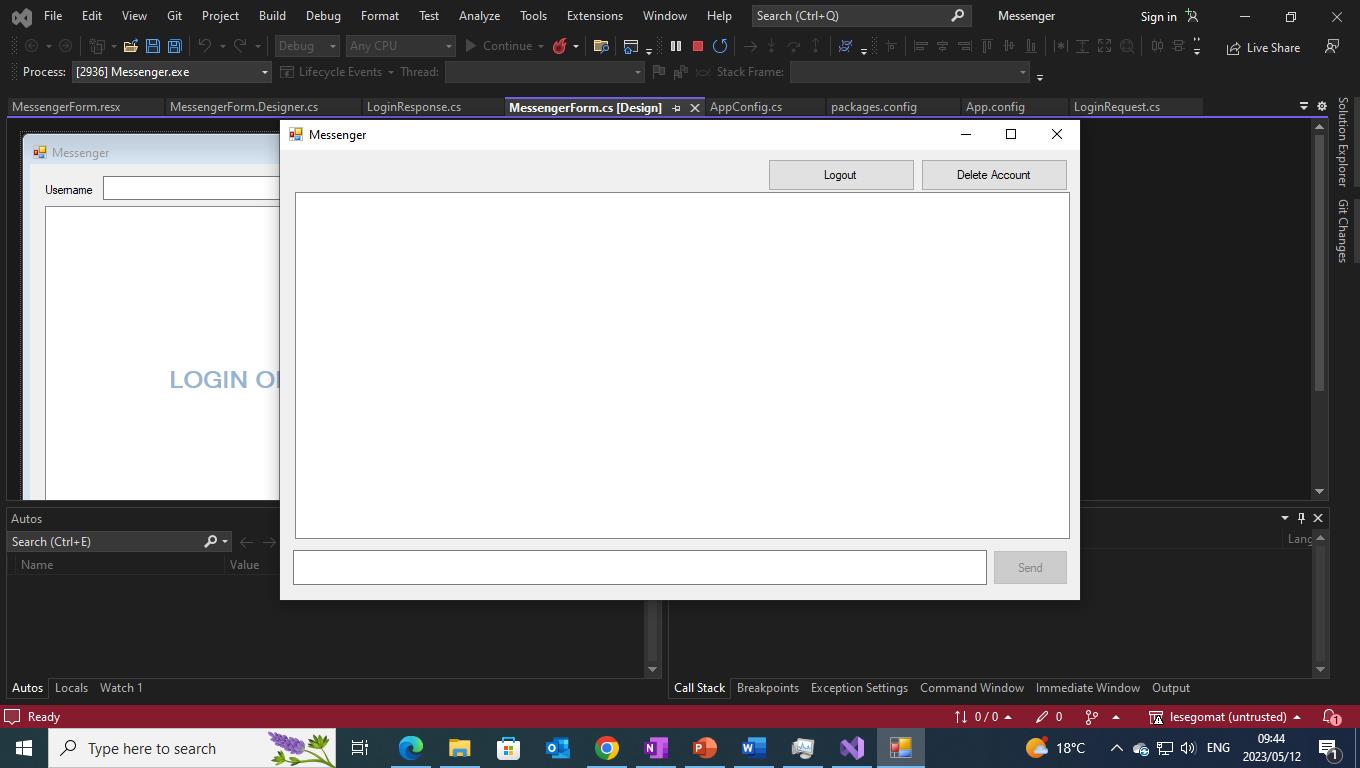 File Edit View Git Project Build Debug Format Test Analyze Tools Extensions Window Help Search (Ctrl+Q) Messenger Sign in
Debug Any CPU Continue Live Share
Process: [2936] Messenger.exe Lifecycle Events Thread: Stack Frame:
MessengerForm.resx MessengerForm.Designer.cs LoginResponse.cs MessengerForm.cs [Design] AppConfig.cs packages.config App.config LoginRequest.cs
Solution Explorer
Git Changes
Messenger
Username
LOGIN O
Messenger
Logout Delete Account
Send
Autos
Search (Ctrl+E)
Name Value
Lang
Autos Locals Watch 1
Call Stack Breakpoints Exception Settings Command Window Immediate Window Output
Ready 0 / 0 0 lesegomat (untrusted) 1
Type here to search 18°C ENG 09:44
2023/05/12 1